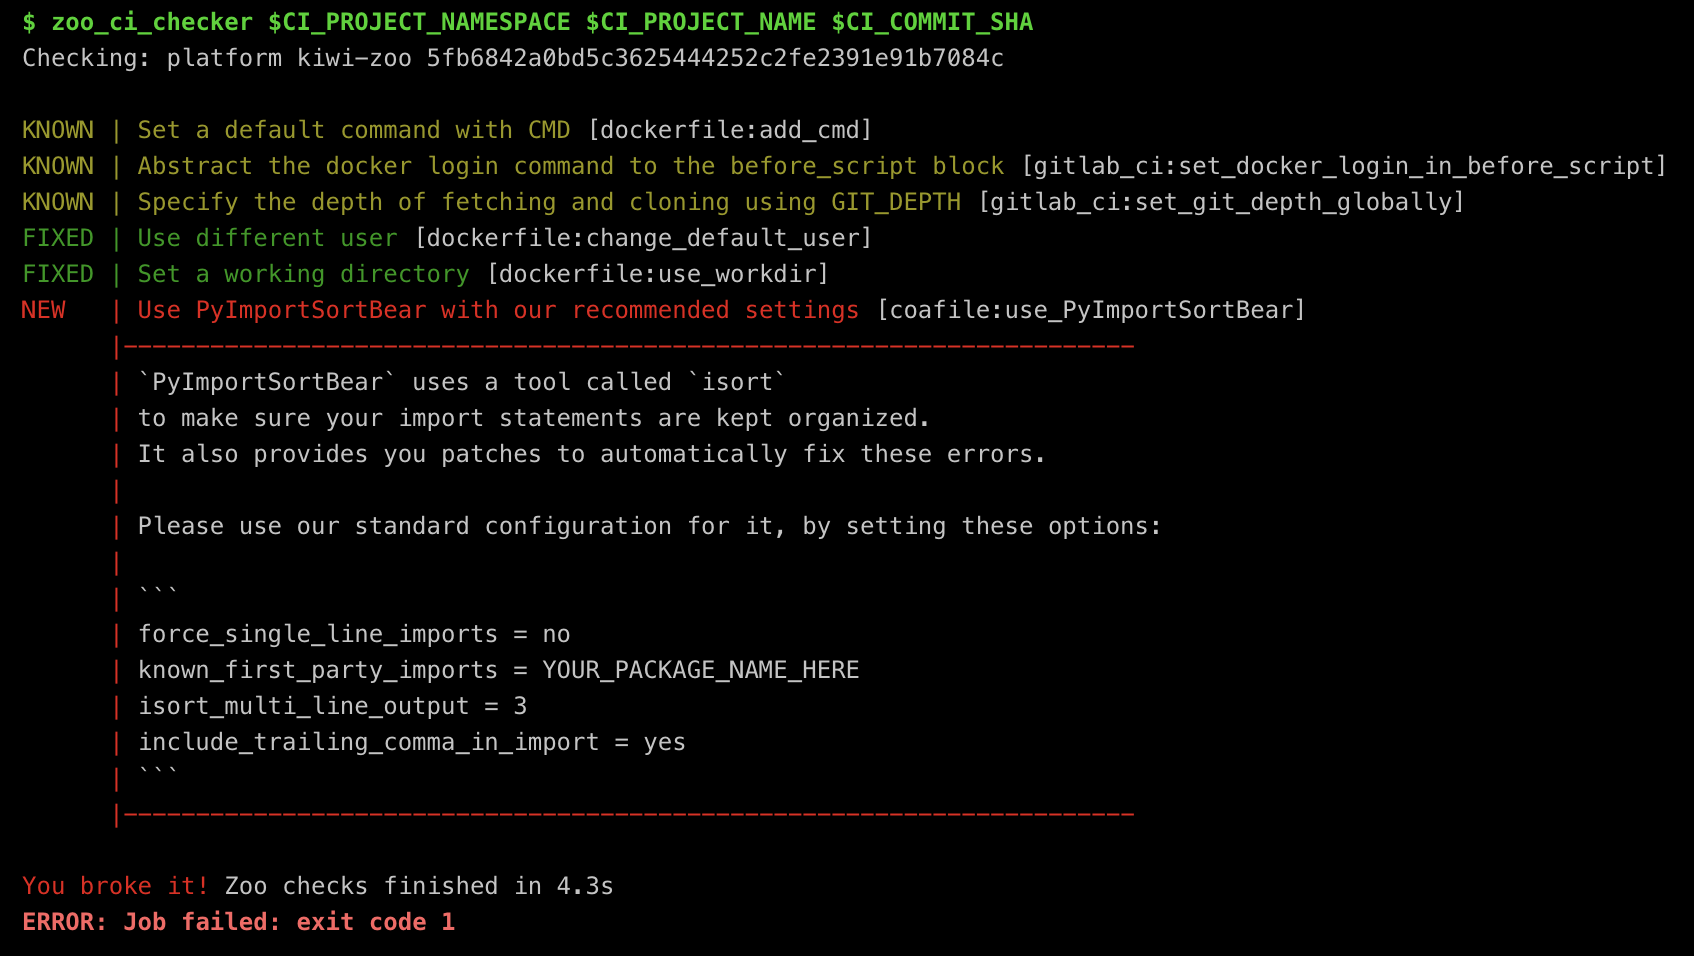 $ zoo_ci_checker $CI_PROJECT_NAMESPACE $CI_PROJECT_NAME $CI_COMMIT_SHA
Checking: platform kiwi-zoo 5fb6842a0bd5c3625444252c2fe2391e91b7084c

KNOWN | Set a default command with CMD [dockerfile:add_cmd]
KNOWN | Abstract the docker login command to the before_script block [gitlab_ci:set_docker_login_in_before_script]
KNOWN | Specify the depth of fetching and cloning using GIT_DEPTH [gitlab_ci:set_git_depth_globally]
FIXED | Use different user [dockerfile:change_default_user]
FIXED | Set a working directory [dockerfile:use_workdir]
NEW   | Use PyImportSortBear with our recommended settings [coafile:use_PyImportSortBear]
      |----------------------------------------------------------------------
      | `PyImportSortBear` uses a tool called `isort`
      | to make sure your import statements are kept organized.
      | It also provides you patches to automatically fix these errors.
      |
      | Please use our standard configuration for it, by setting these options:
      |
      | ```
      | force_single_line_imports = no
      | known_first_party_imports = YOUR_PACKAGE_NAME_HERE
      | isort_multi_line_output = 3
      | include_trailing_comma_in_import = yes
      | ```
      |----------------------------------------------------------------------

You broke it! Zoo checks finished in 4.3s
ERROR: Job failed: exit code 1